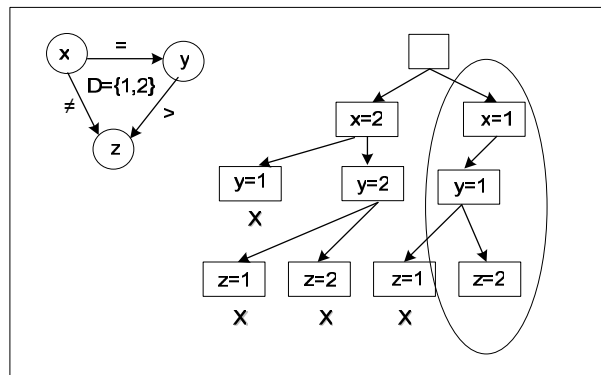 x
=
y
D={1,2}
≠
>
z
x=2
x=1
y=1
y=2
y=1
X
z=1
z=2
z=1
z=2
X
X
X